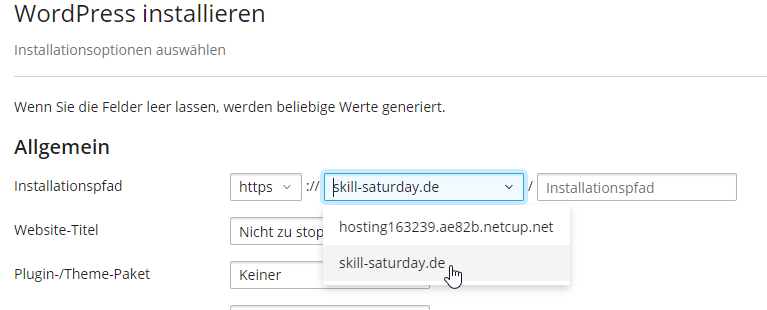 WordPress installieren
Installationsoptionen auswählen
Wenn Sie die Felder leer lassen, werden beliebige Werte generiert.
Allgemein
Installationspfad https :// skill-saturday.de / Installationspfad
hosting163239.ae82b.netcup.net
skill-saturday.de
Website-Titel Nicht zu stop
Plugin-/Theme-Paket Keiner